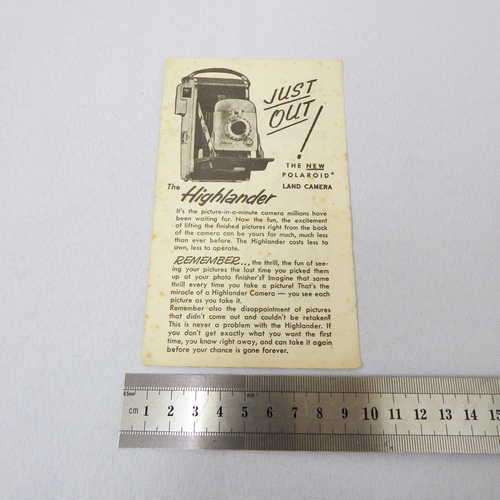 JUST
OUT!
THE NEW
POLAROID®
LAND CAMERA
The Highlander
It's the picture-in-a-minute camera millions have
been waiting for. Now the fun, the excitement
of lifting the finished pictures right from the back
of the camera can be yours for much, much less
than ever before. The Highlander costs less to
own, less to operate.
REMEMBER..., the thrill, the fun of see-
ing your pictures the last time you picked them
up at your photo finisher's? Imagine that same
thrill every time you take a picture! That's the
miracle of a Highlander Camera — you see each
picture as you take it.
Remember also the disappointment of pictures
that didn't come out and couldn't be retaken?
This is never a problem with the Highlander. If
you don't get exactly what you want the first
time, you know right away, and can take it again
before your chance is gone forever.
0.5mm
cm 1 2 3 4 5 6 7 8 9 10 11 12 13 14 15